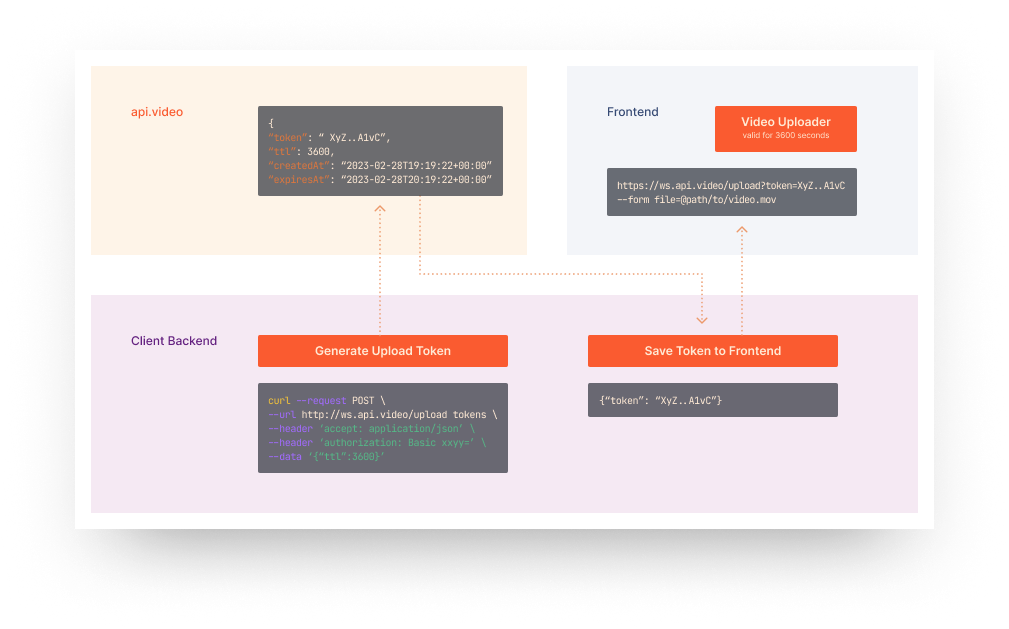 api.video
{
“token”: “ XyZ..A1vC”,
“ttl”: 3600,
“createdAt”: “2023-02-28T19:19:22+00:00”
“expiresAt”: “2023-02-28T20:19:22+00:00”
Frontend
Video Uploader
valid for 3600 seconds
https://ws.api.video/upload?token=XyZ..A1vC
--form file=@path/to/video.mov
Client Backend
Generate Upload Token
curl --request POST \
--url http://ws.api.video/upload tokens \
--header ‘accept: application/json’ \
--header ‘authorization: Basic xxyy=’ \
--data ‘{“ttl”:3600}’
Save Token to Frontend
{“token”: “XyZ..A1vC”}